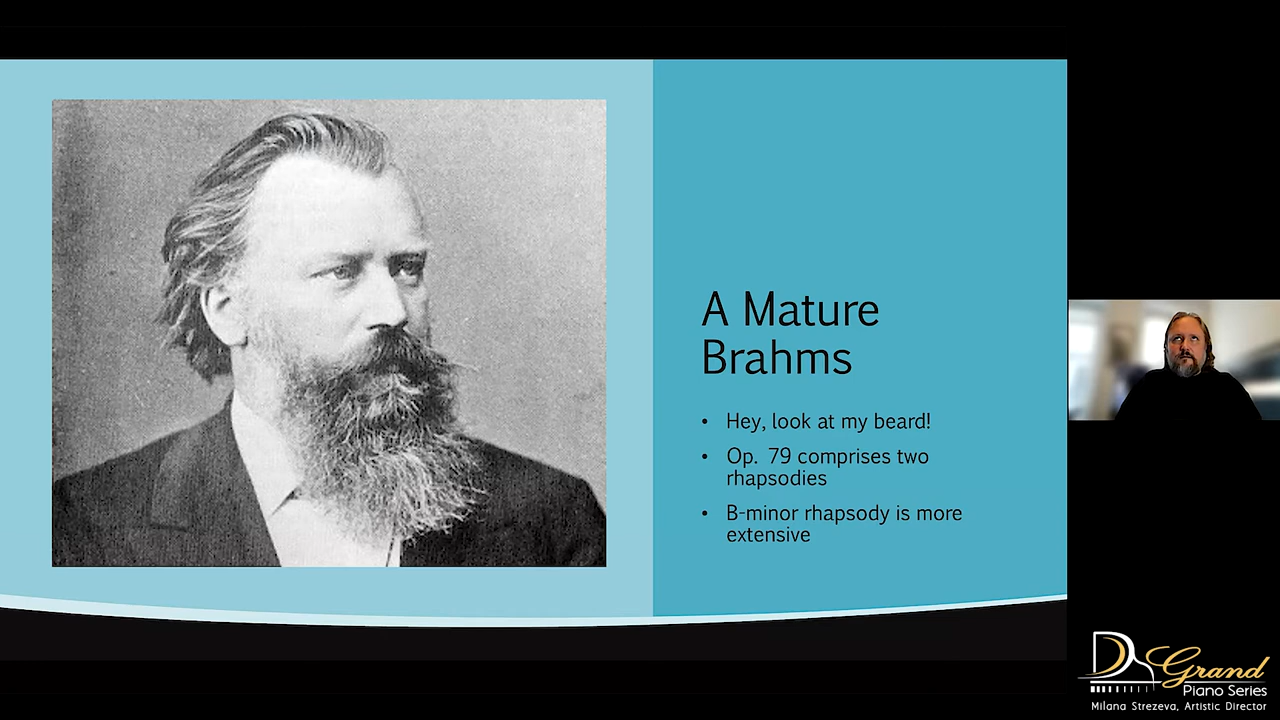 A Mature
Brahms
• Hey, look at my beard!
• Op. 79 comprises two
rhapsodies
• B-minor rhapsody is more
extensive
Grand
Piano Series
Milana Strezeva, Artistic Director